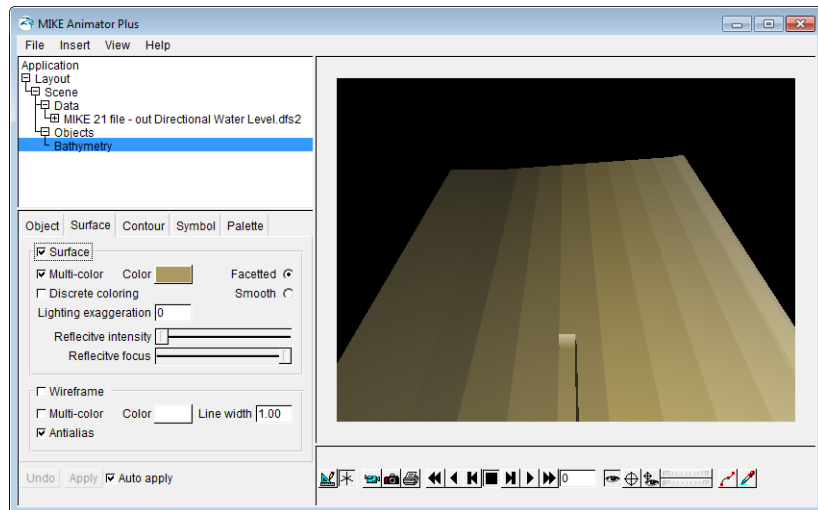 MIKE Animator Plus
File Insert View Help
Application
Layout
Scene
Data
MIKE 21 file - out Directional Water Level.dfs2
Objects
Bathymetry
Object Surface Contour Symbol Palette
Surface
Multi-color Color Facetted
Discrete coloring Smooth
Lighting exaggeration 0
Reflecitve intensity
Reflecitve focus
Wireframe
Multi-color Color Line width 1.00
Antialias
Undo Apply Auto apply
0